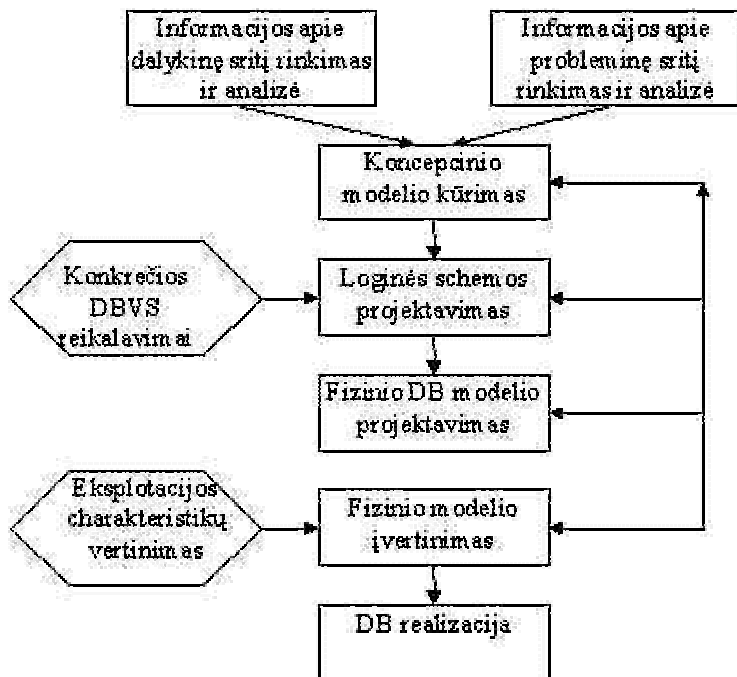 Informacijos apie
dalykinę sritį rinkimas
ir analizė
Informacijos apie
probleminę sritį
rinkimas ir analizė
Koncepcinio
modelio kūrimas
Konkrečios
DBVS
reikalavimai
Loginės schemos
projektavimas
Fizinio DB modelio
projektavimas
Eksplotacijos
charakteristikų
vertinimas
Fizinio modelio
įvertinimas
DB realizacija